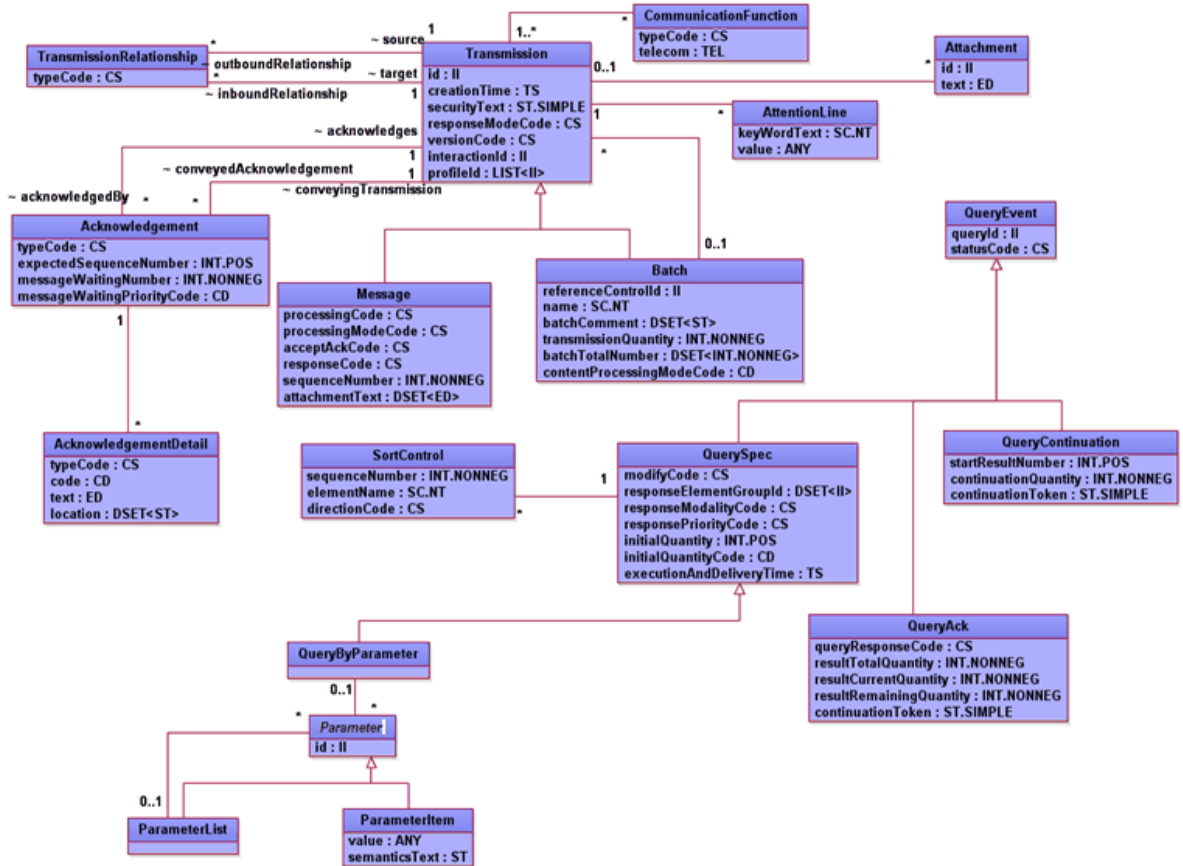 CommunicationFunction
typeCode : CS
telecom : TEL
1
1..*
*
TransmissionRelationship
typeCode : CS
*
~ source
~ outboundRelationship
*
~ target
~ inboundRelationship
1
Transmission
id : II
creationTime : TS
securityText : ST.SIMPLE
responseModeCode : CS
versionCode : CS
interactionId : II
profileId : LIST<II>
0..1
*
Attachment
id : II
text : ED
1
*
AttentionLine
keyWordText : SC.NT
value : ANY
~ acknowledges
1
~ conveyedAcknowledgement
1
~ conveyingTransmission
~ acknowledgedBy
*
*
*
0..1
Acknowledgement
typeCode : CS
expectedSequenceNumber : INT.POS
messageWaitingNumber : INT.NONNEG
messageWaitingPriorityCode : CD
1
*
Message
processingCode : CS
processingModeCode : CS
acceptAckCode : CS
responseCode : CS
sequenceNumber : INT.NONNEG
attachmentText : DSET<ED>
Batch
referenceControlId : II
name : SC.NT
batchComment : DSET<ST>
transmissionQuantity : INT.NONNEG
batchTotalNumber : DSET<INT.NONNEG>
contentProcessingModeCode : CD
QueryEvent
queryId : II
statusCode : CS
AcknowledgementDetail
typeCode : CS
code : CD
text : ED
location : DSET<ST>
SortControl
sequenceNumber : INT.NONNEG
elementName : SC.NT
directionCode : CS
*
1
QuerySpec
modifyCode : CS
responseElementGroupId : DSET<II>
responseModalityCode : CS
responsePriorityCode : CS
initialQuantity : INT.POS
initialQuantityCode : CD
executionAndDeliveryTime : TS
QueryContinuation
startResultNumber : INT.POS
continuationQuantity : INT.NONNEG
continuationToken : ST.SIMPLE
QueryAck
queryResponseCode : CS
resultTotalQuantity : INT.NONNEG
resultCurrentQuantity : INT.NONNEG
resultRemainingQuantity : INT.NONNEG
continuationToken : ST.SIMPLE
QueryByParameter
0..1
*
*
Parameter
id : II
0..1
ParameterList
ParameterItem
value : ANY
semanticsText : ST